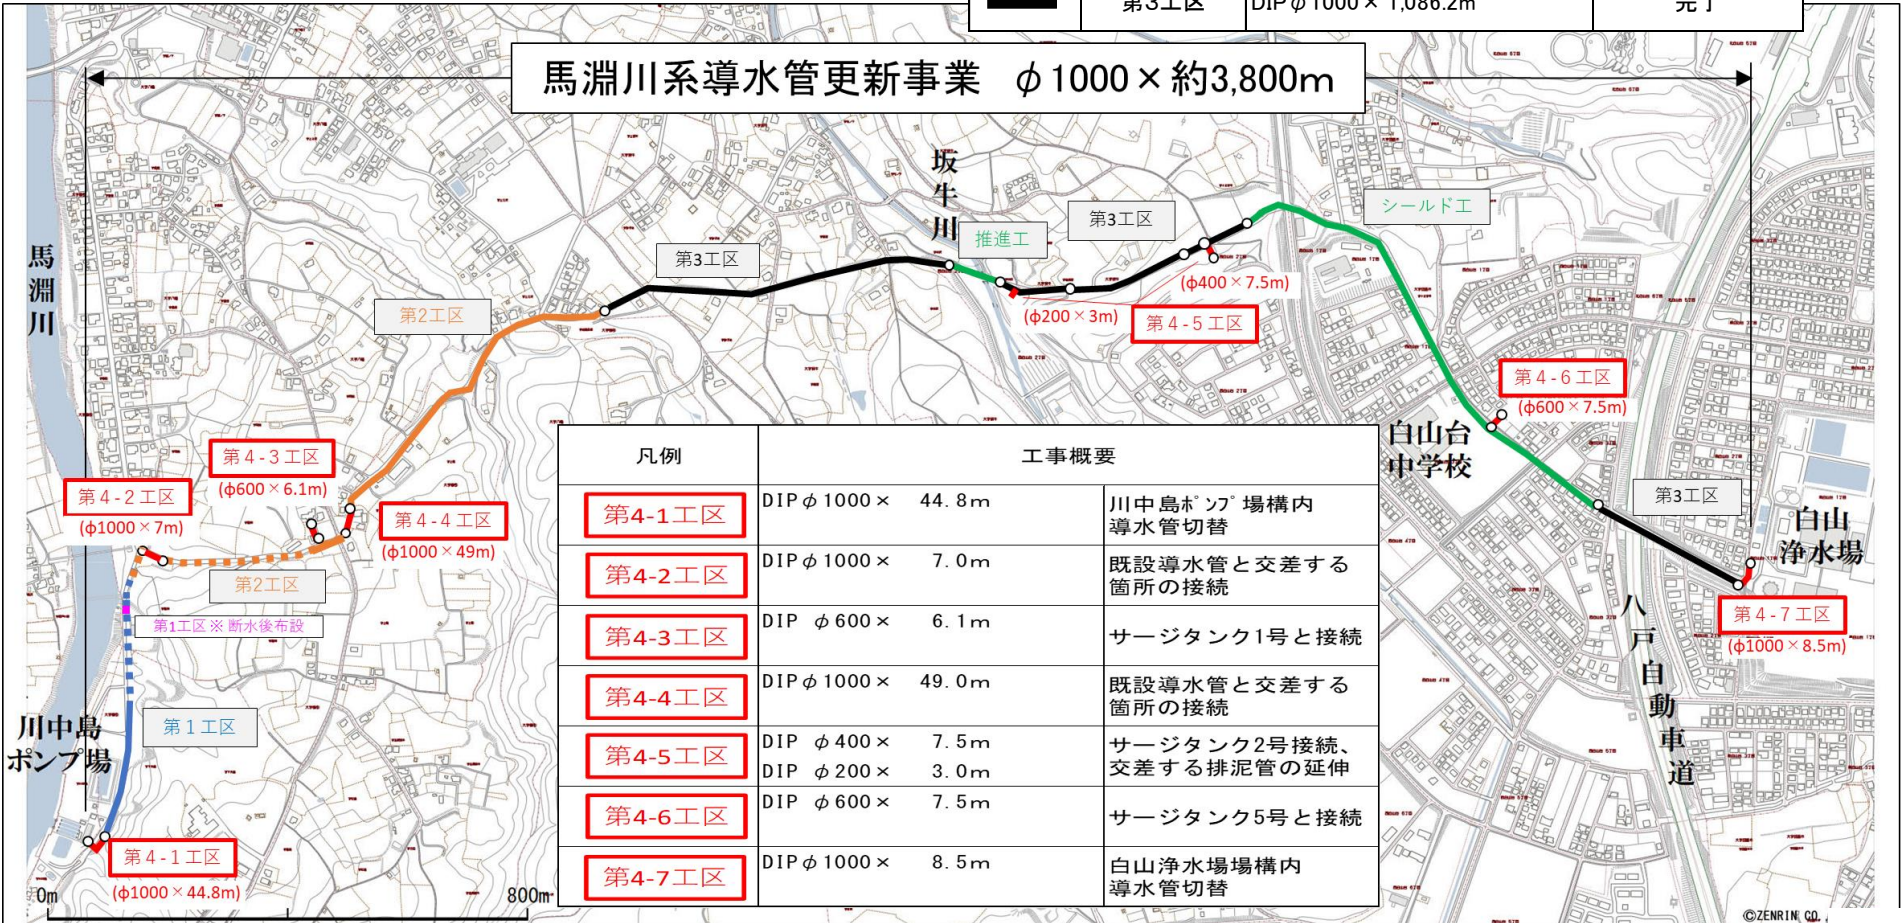 第3工区 DIPφ1000× 1,086.2m 完了
馬淵川系導水管更新事業 φ1000×約3,800m
馬淵川
坂牛川
推進工
第3工区
シールド工
第3工区
第2工区
(φ400×7.5m)
(φ200×3m)
第4-5工区
第4-6工区
(φ600×7.5m)
白山台
中学校
第4-3工区
(φ600×6.1m)
第4-2工区
(φ1000×7m)
第4-4工区
(φ1000×49m)
第2工区
第1工区※断水後布設
第1工区
川中島
ポンプ場
第4-1工区
(φ1000×44.8m)
0m 800m
第3工区
白山
浄水場
第4-7工区
(φ1000×8.5m)
八戸自動車道
凡例 工事概要
第4-1工区 DIPφ1000× 44.8m 川中島ﾎﾟﾝﾌﾟ場構内
導水管切替
第4-2工区 DIPφ1000× 7.0m 既設導水管と交差する
箇所の接続
第4-3工区 DIP φ600× 6.1m サージタンク1号と接続
第4-4工区 DIPφ1000× 49.0m 既設導水管と交差する
箇所の接続
第4-5工区 DIP φ400× 7.5m サージタンク2号接続、
DIP φ200× 3.0m 交差する排泥管の延伸
第4-6工区 DIP φ600× 7.5m サージタンク5号と接続
第4-7工区 DIPφ1000× 8.5m 白山浄水場場構内
導水管切替
©ZENRIN CO.,